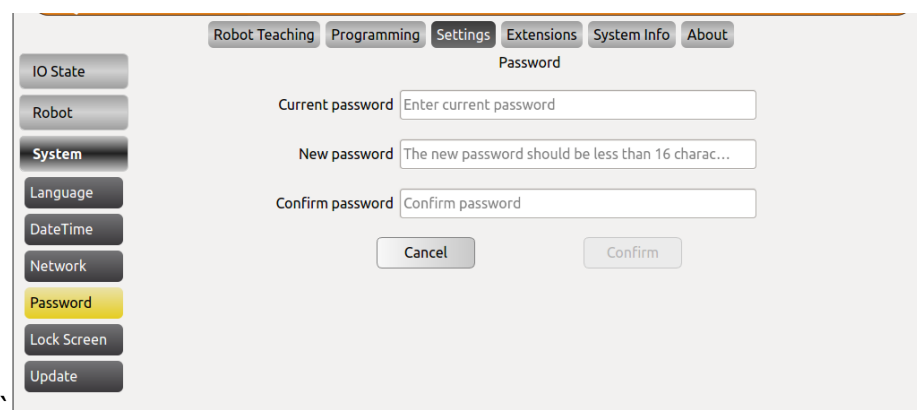 Robot Teaching Programming Settings Extensions System Info About
Password
IO State
Robot
System
Language
DateTime
Network
Password
Lock Screen
Update
Current password Enter current password
New password The new password should be less than 16 charac...
Confirm password Confirm password
Cancel Confirm
`